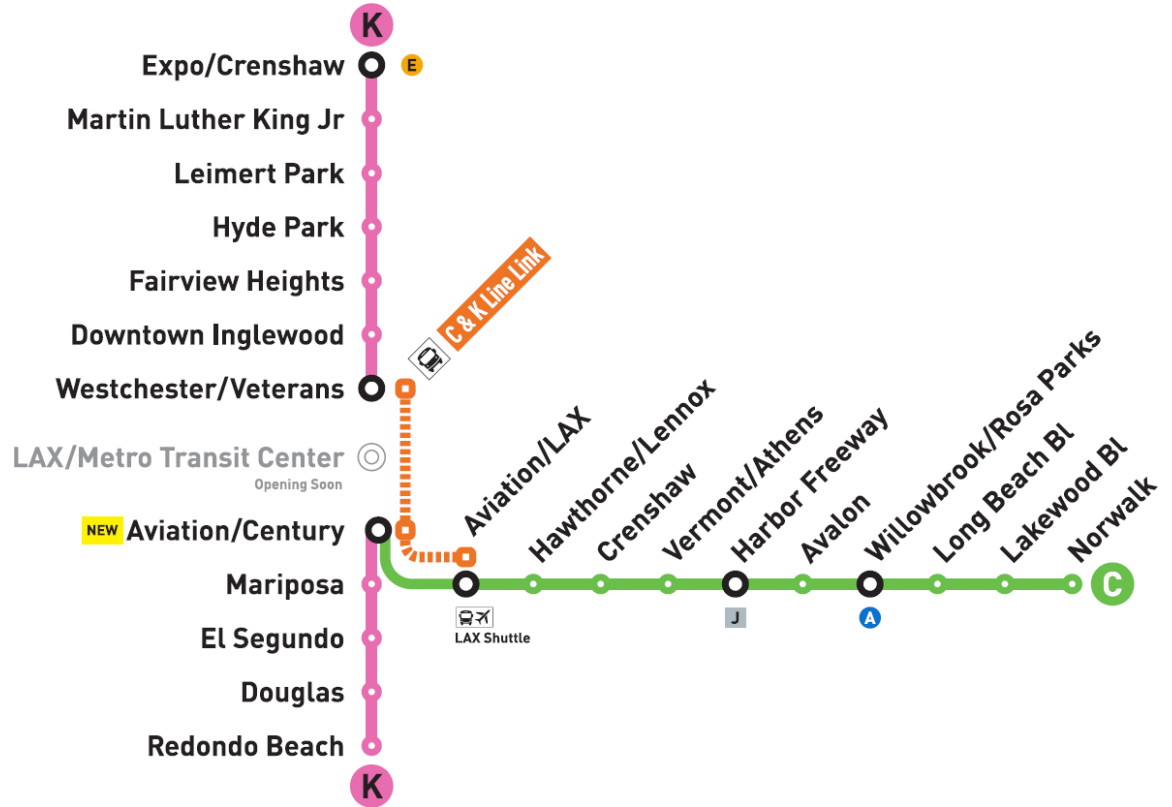 K
Expo/Crenshaw
E
Martin Luther King Jr
Leimert Park
Hyde Park
Fairview Heights
Downtown Inglewood
Westchester/Veterans
C & K Line Link
LAX/Metro Transit Center
Opening Soon
NEW Aviation/Century
Mariposa
El Segundo
Douglas
Redondo Beach
K
Aviation/LAX
LAX Shuttle
Hawthorne/Lennox
Crenshaw
Vermont/Athens
Harbor Freeway
J
Avalon
Willowbrook/Rosa Parks
A
Long Beach Bl
Lakewood Bl
Norwalk
C